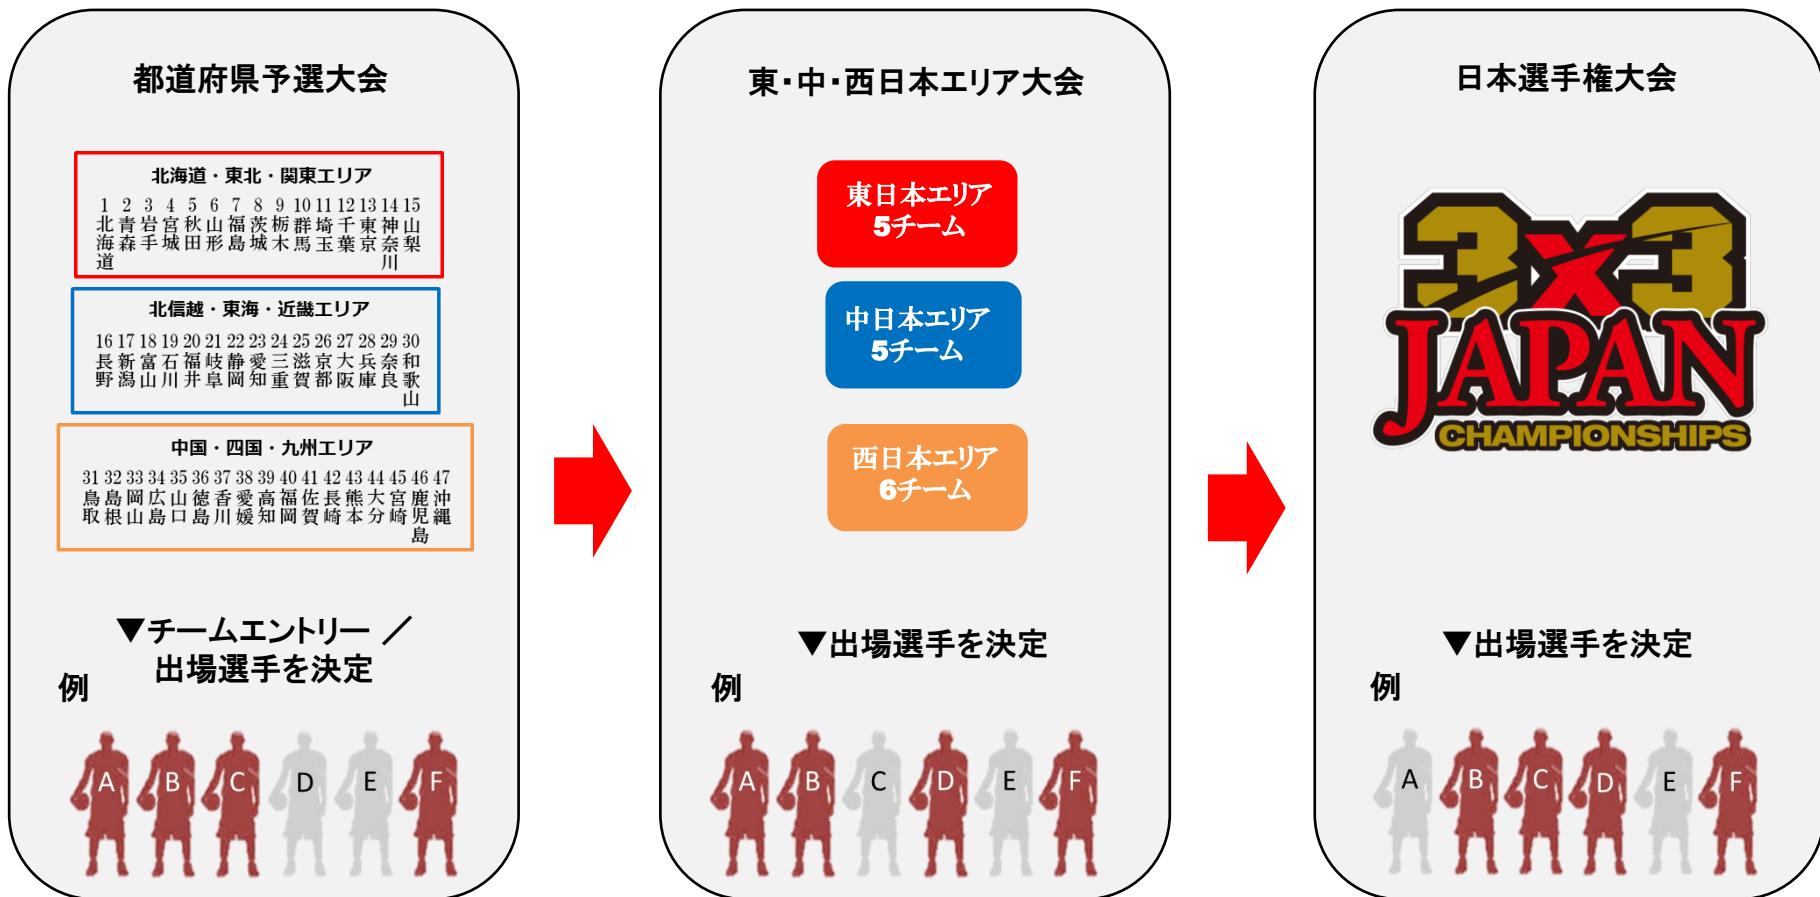 都道府県予選大会
北海道・東北・関東エリア
1 2 3 4 5 6 7 8 9 10 11 12 13 14 15
北海道 青森 岩手 宮城 秋田 山形 福島 茨城 栃木 群馬 埼玉 千葉 東京 神奈川 山梨
北信越・東海・近畿エリア
16 17 18 19 20 21 22 23 24 25 26 27 28 29 30
長野 新潟 富山 石川 福井 岐阜 静岡 愛知 三重 滋賀 京都 大阪 兵庫 奈良 和歌山
中国・四国・九州エリア
31 32 33 34 35 36 37 38 39 40 41 42 43 44 45 46 47
鳥取 島根 岡山 広島 山口 徳島 香川 愛媛 高知 福岡 佐賀 長崎 熊本 大分 宮崎 鹿児島 沖縄
▼チームエントリー ／
出場選手を決定
例
A B C D E F
東・中・西日本エリア大会
東日本エリア
5チーム
中日本エリア
5チーム
西日本エリア
6チーム
▼出場選手を決定
例
A B C D E F
日本選手権大会
3x3
JAPAN
CHAMPIONSHIPS
▼出場選手を決定
例
A B C D E F